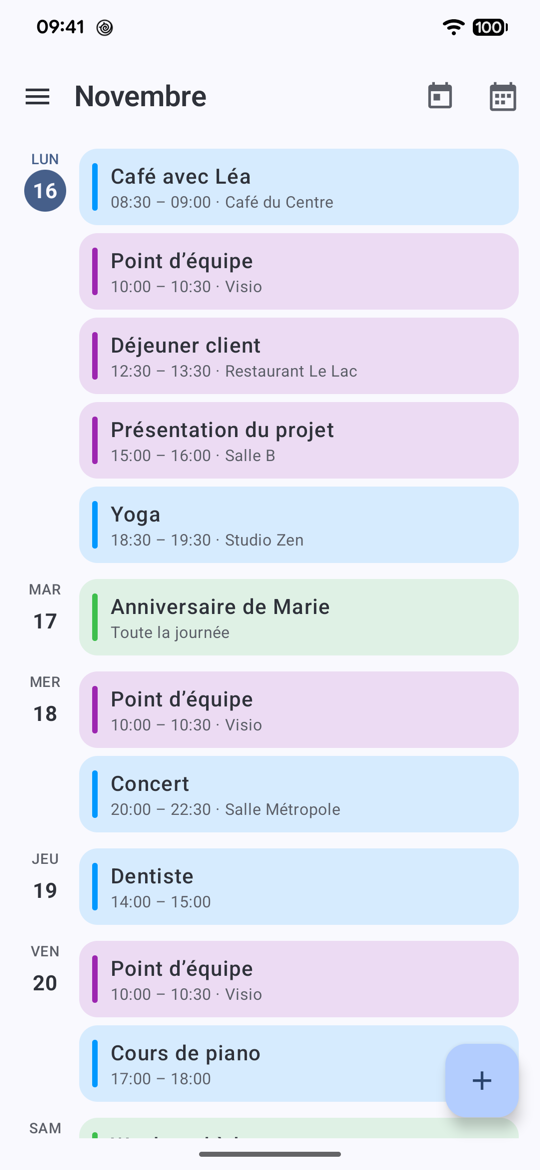 09:41
100
Novembre
LUN
16
Café avec Léa
08:30 – 09:00 · Café du Centre
Point d’équipe
10:00 – 10:30 · Visio
Déjeuner client
12:30 – 13:30 · Restaurant Le Lac
Présentation du projet
15:00 – 16:00 · Salle B
Yoga
18:30 – 19:30 · Studio Zen
MAR
17
Anniversaire de Marie
Toute la journée
MER
18
Point d’équipe
10:00 – 10:30 · Visio
Concert
20:00 – 22:30 · Salle Métropole
JEU
19
Dentiste
14:00 – 15:00
VEN
20
Point d’équipe
10:00 – 10:30 · Visio
Cours de piano
17:00 – 18:00
+
SAM